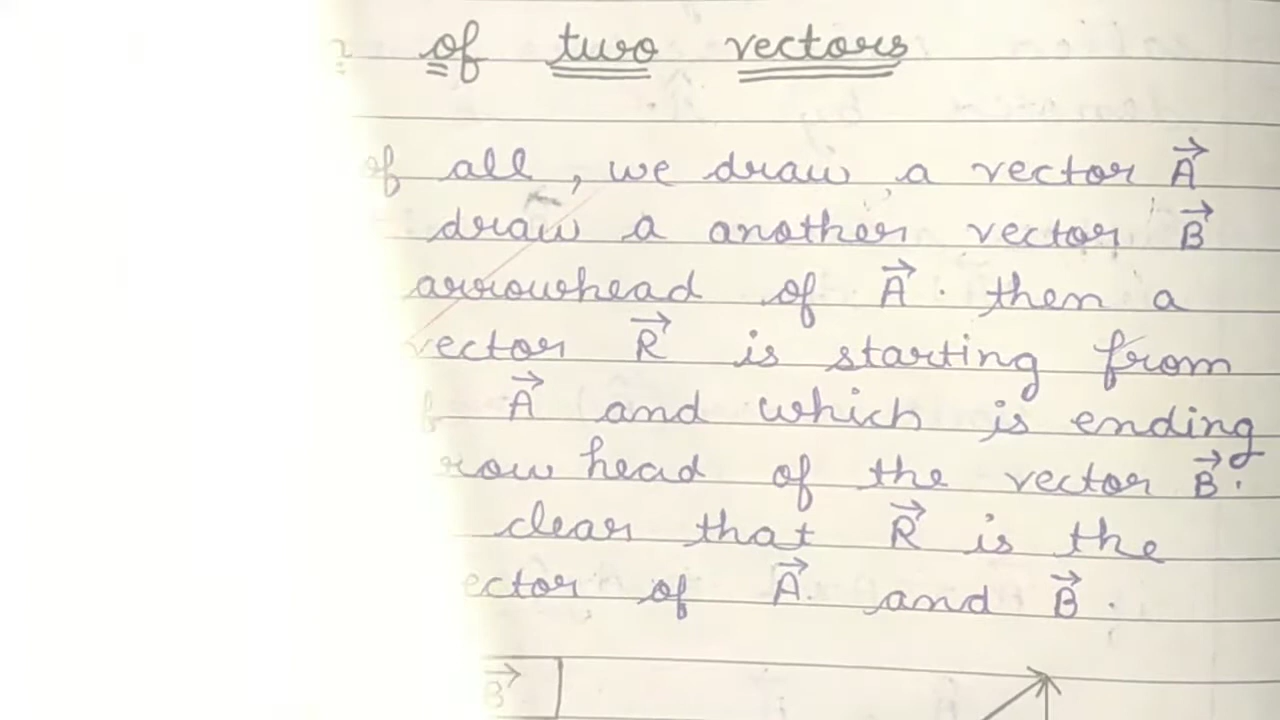 of two vectors
of all, we draw a vector A⃗
draw a another vector B⃗
arrowhead of A⃗. then a
vector R⃗ is starting from
A⃗ and which is ending
row head of the vector B⃗.
clear that R⃗ is the
ector of A⃗ and B⃗.
B⃗